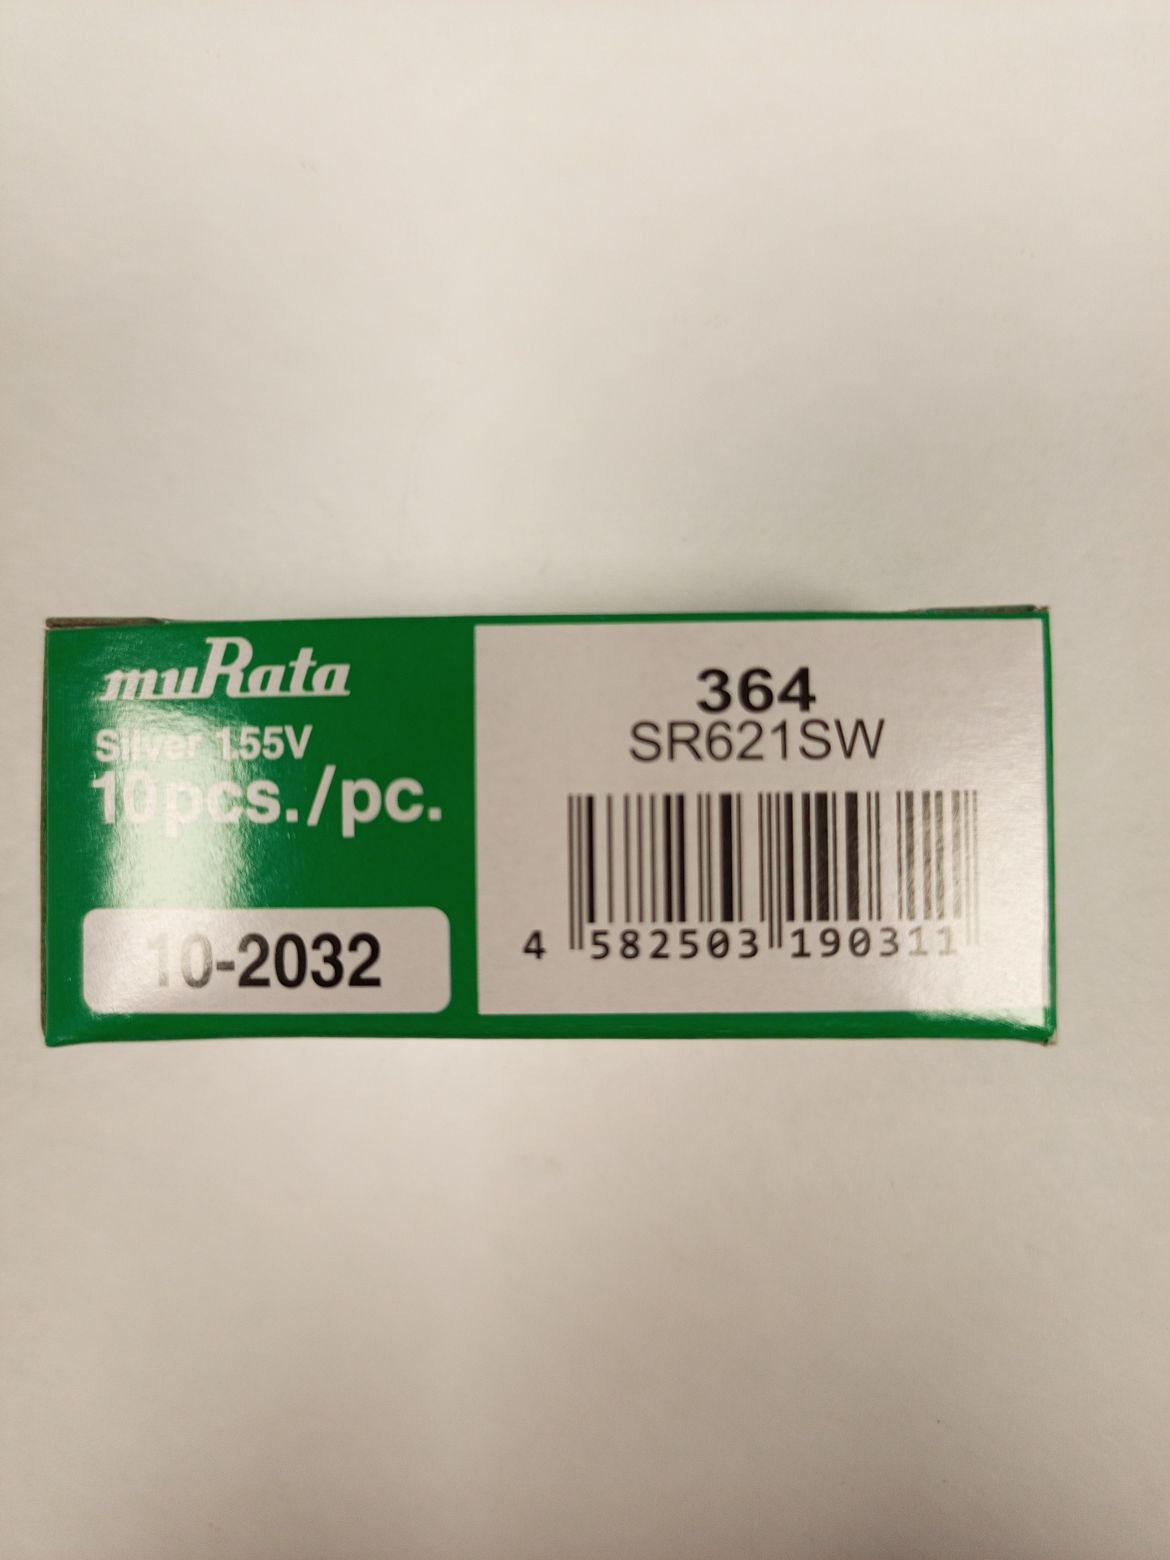 muRata
Silver 1.55V
10pcs./pc.
10-2032
364
SR621SW
4 582503 190311